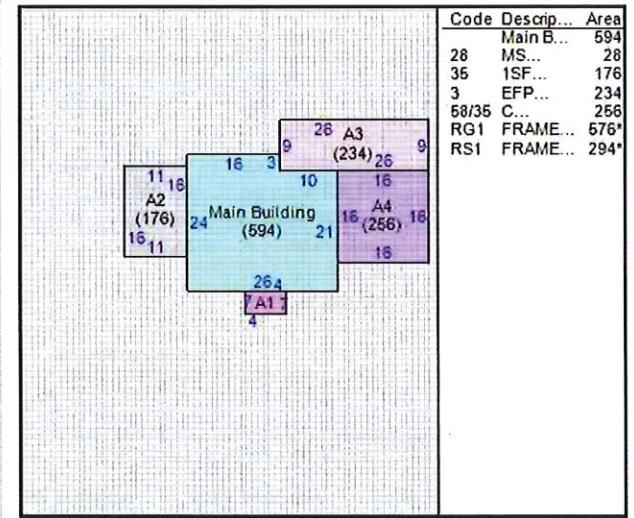 Code Descrip... Area
Main B... 594
28 MS... 28
35 1SF... 176
3 EFP... 234
58/35 C... 256
RG1 FRAME... 576*
RS1 FRAME... 294*
26 A3
9 (234) 9
26
16 3
10 16
11 16
A2
(176)
16 11
24 Main Building
(594) 21
A4
16 (256) 16
16
26 4
7 A1 7
4